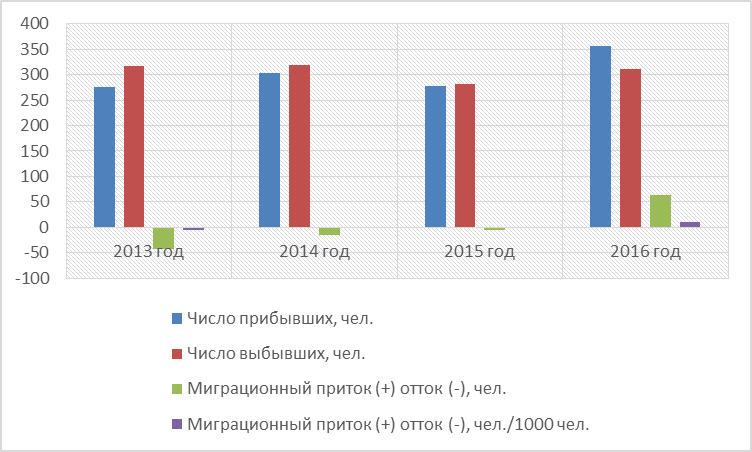 400
350
300
250
200
150
100
50
0
-50
-100
2013 год 2014 год 2015 год 2016 год
Число прибывших, чел.
Число выбывших, чел.
Миграционный приток (+) отток (-), чел.
Миграционный приток (+) отток (-), чел./1000 чел.